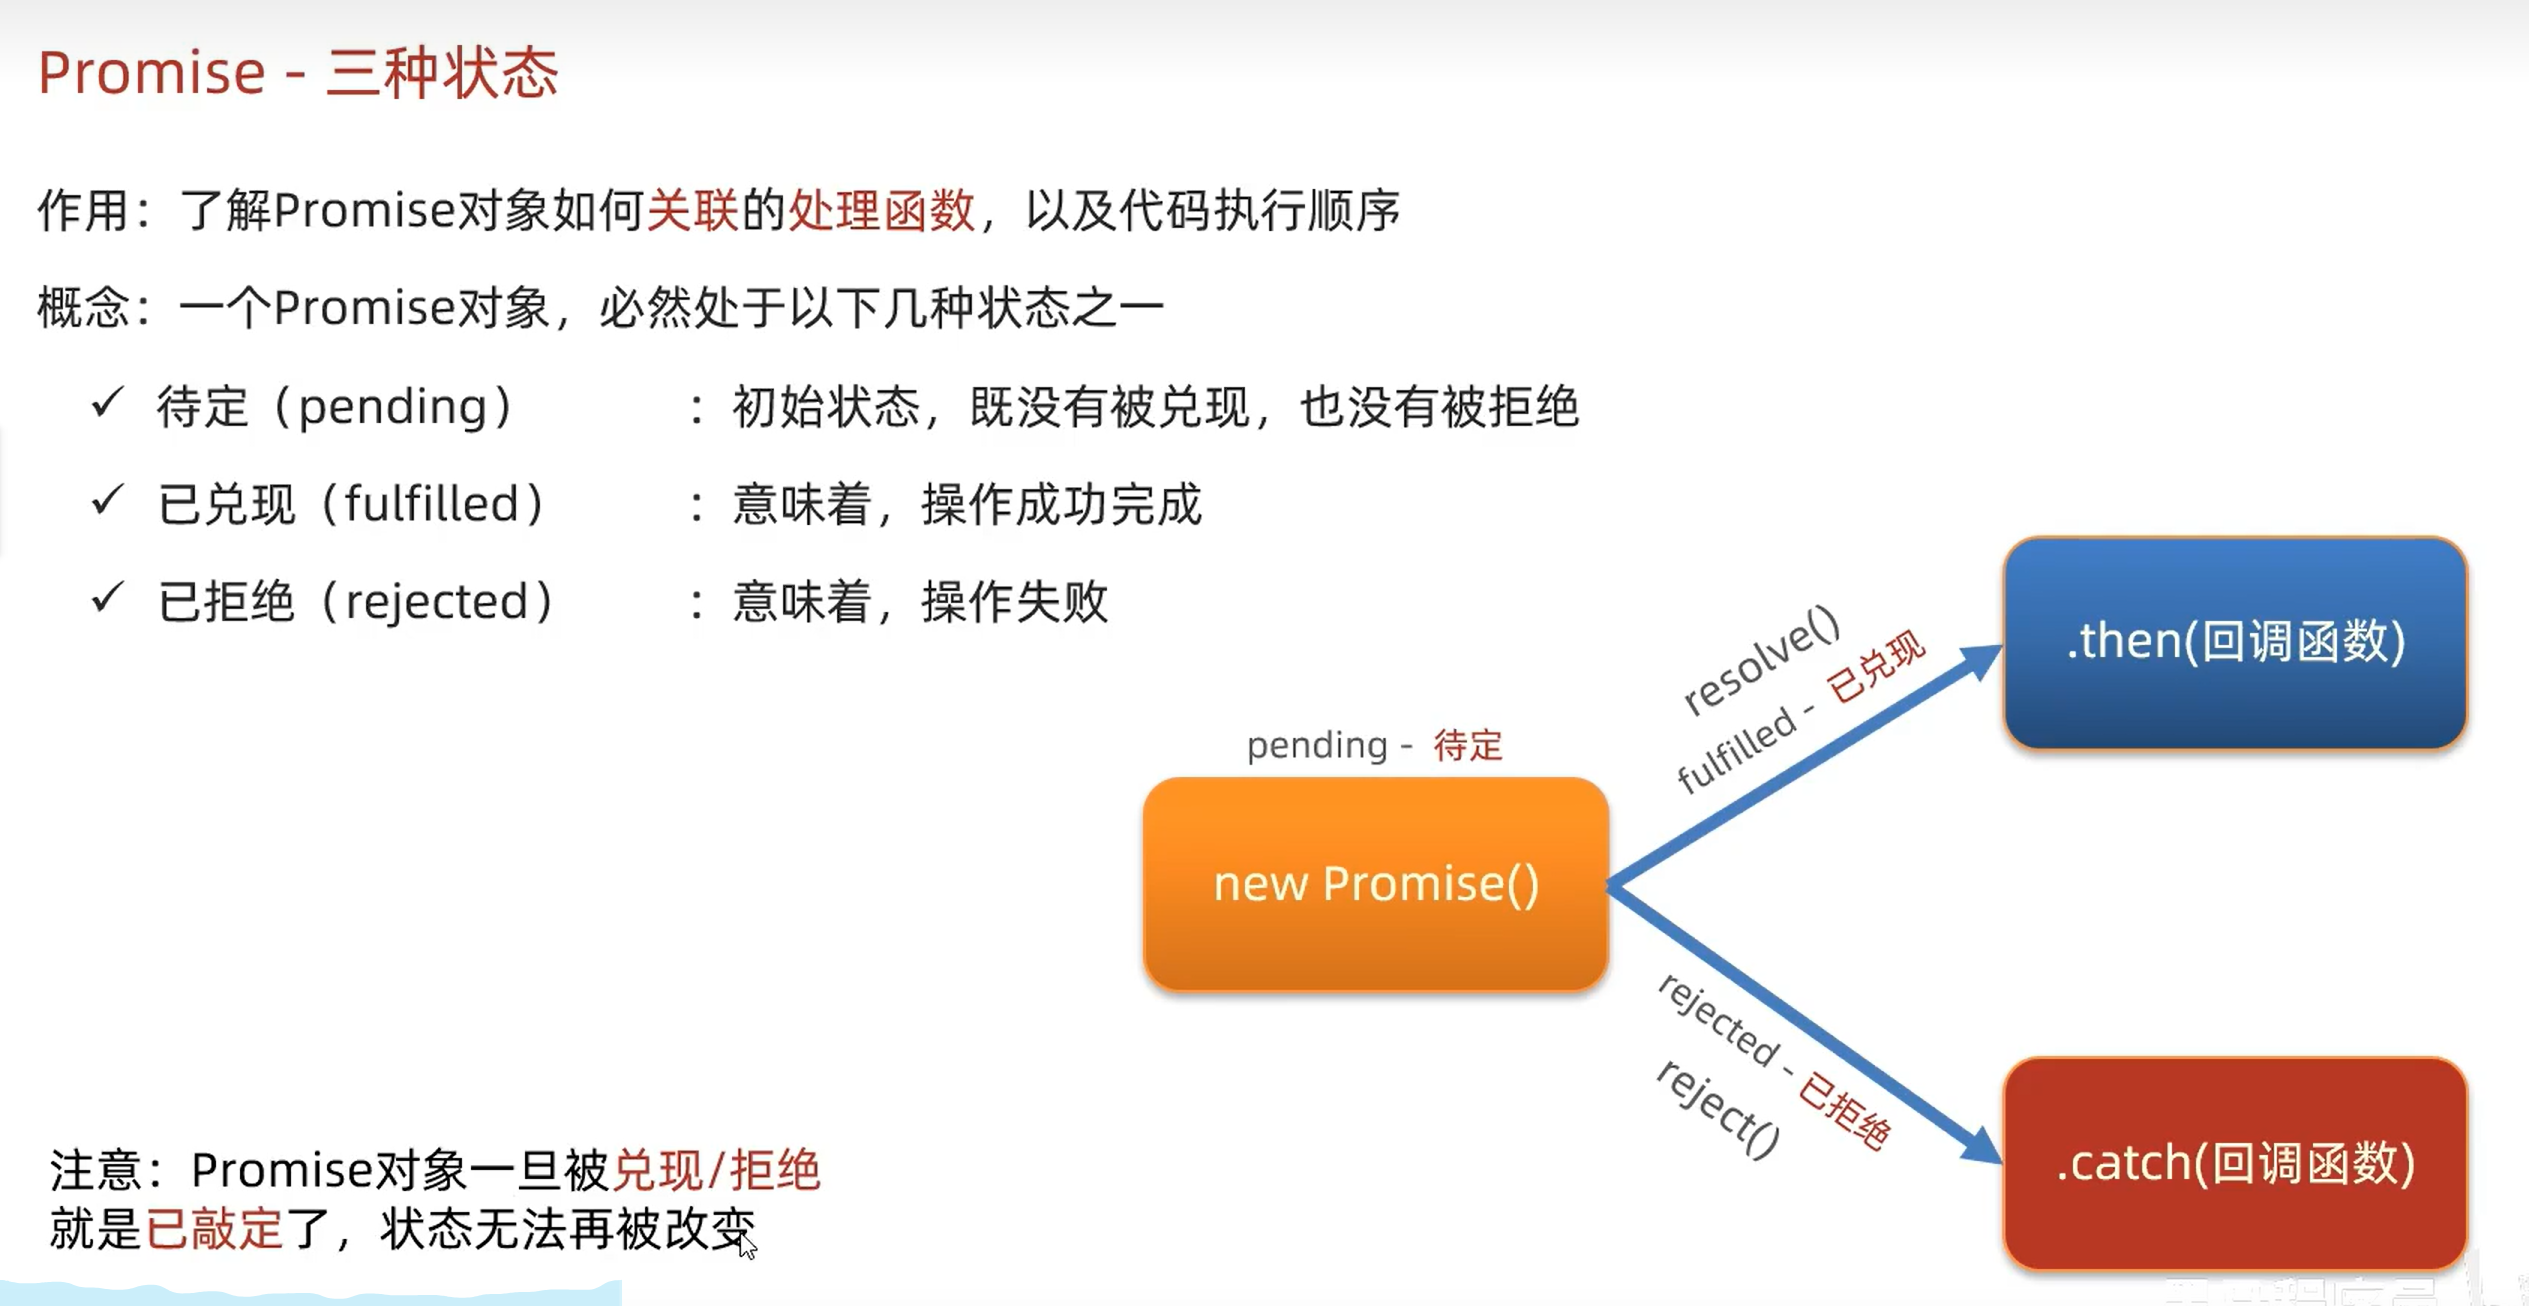 Promise - 三种状态
作用：了解Promise对象如何关联的处理函数，以及代码执行顺序
概念：一个Promise对象，必然处于以下几种状态之一
✓ 待定（pending）：初始状态，既没有被兑现，也没有被拒绝
✓ 已兑现（fulfilled）：意味着，操作成功完成
✓ 已拒绝（rejected）：意味着，操作失败
resolve()
fulfilled - 已兑现
.then(回调函数)
pending - 待定
new Promise()
rejected - 已拒绝
reject()
.catch(回调函数)
注意：Promise对象一旦被兑现/拒绝
就是已敲定了，状态无法再被改变